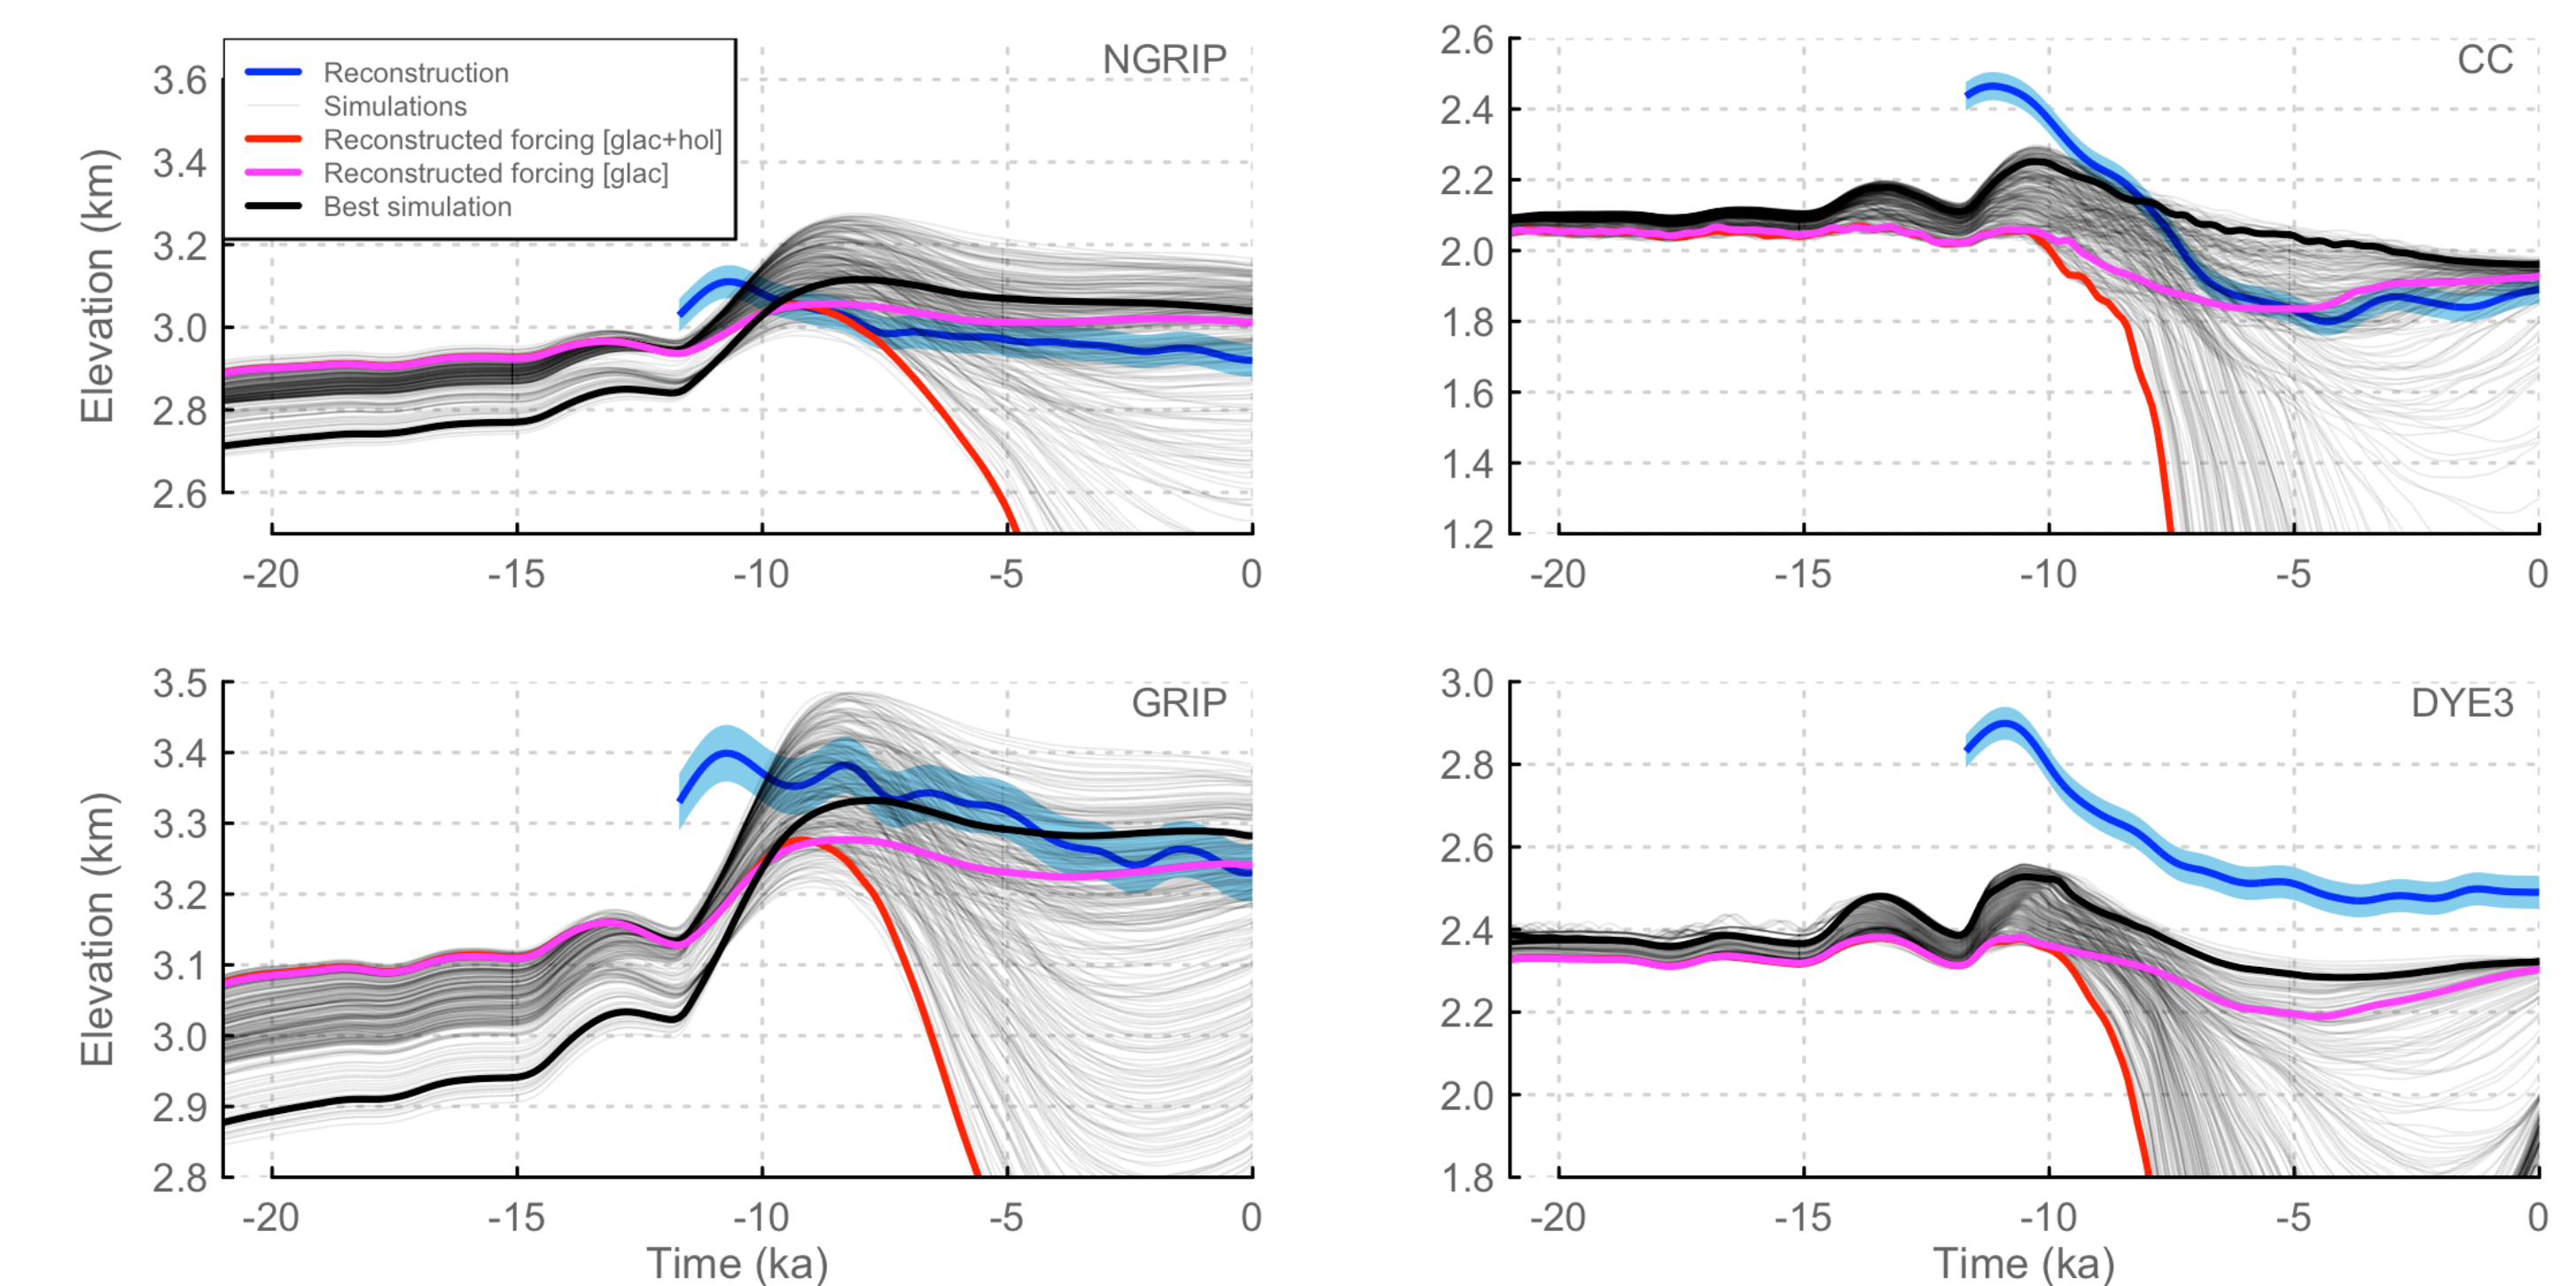 NGRIP
Reconstruction
Simulations
Reconstructed forcing [glac+hol]
Reconstructed forcing [glac]
Best simulation
Elevation (km)
3.6
3.4
3.2
3.0
2.8
2.6
-20 -15 -10 -5 0
CC
2.6
2.4
2.2
2.0
1.8
1.6
1.4
1.2
-20 -15 -10 -5 0
GRIP
Elevation (km)
3.5
3.4
3.3
3.2
3.1
3.0
2.9
2.8
-20 -15 -10 -5 0
Time (ka)
DYE3
3.0
2.8
2.6
2.4
2.2
2.0
1.8
-20 -15 -10 -5 0
Time (ka)